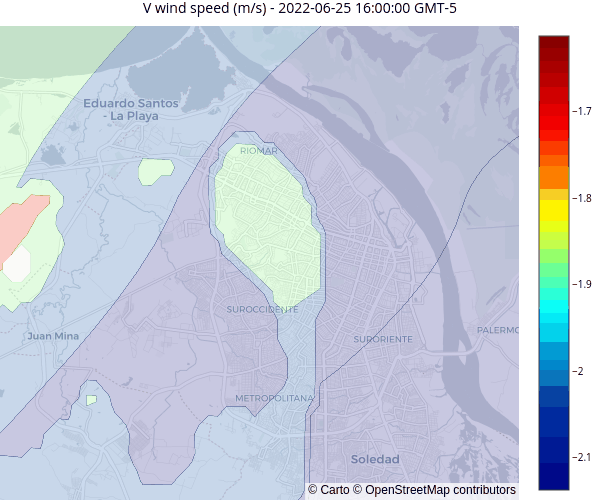 V wind speed (m/s) - 2022-06-25 16:00:00 GMT-5
Eduardo Santos
- La Playa
RIOMAR
SUROCCIDENTE
Juan Mina
SURORIENTE
PALERMO
METROPOLITANA
Soledad
© Carto © OpenStreetMap contributors
−1.7
−1.8
−1.9
−2
−2.1